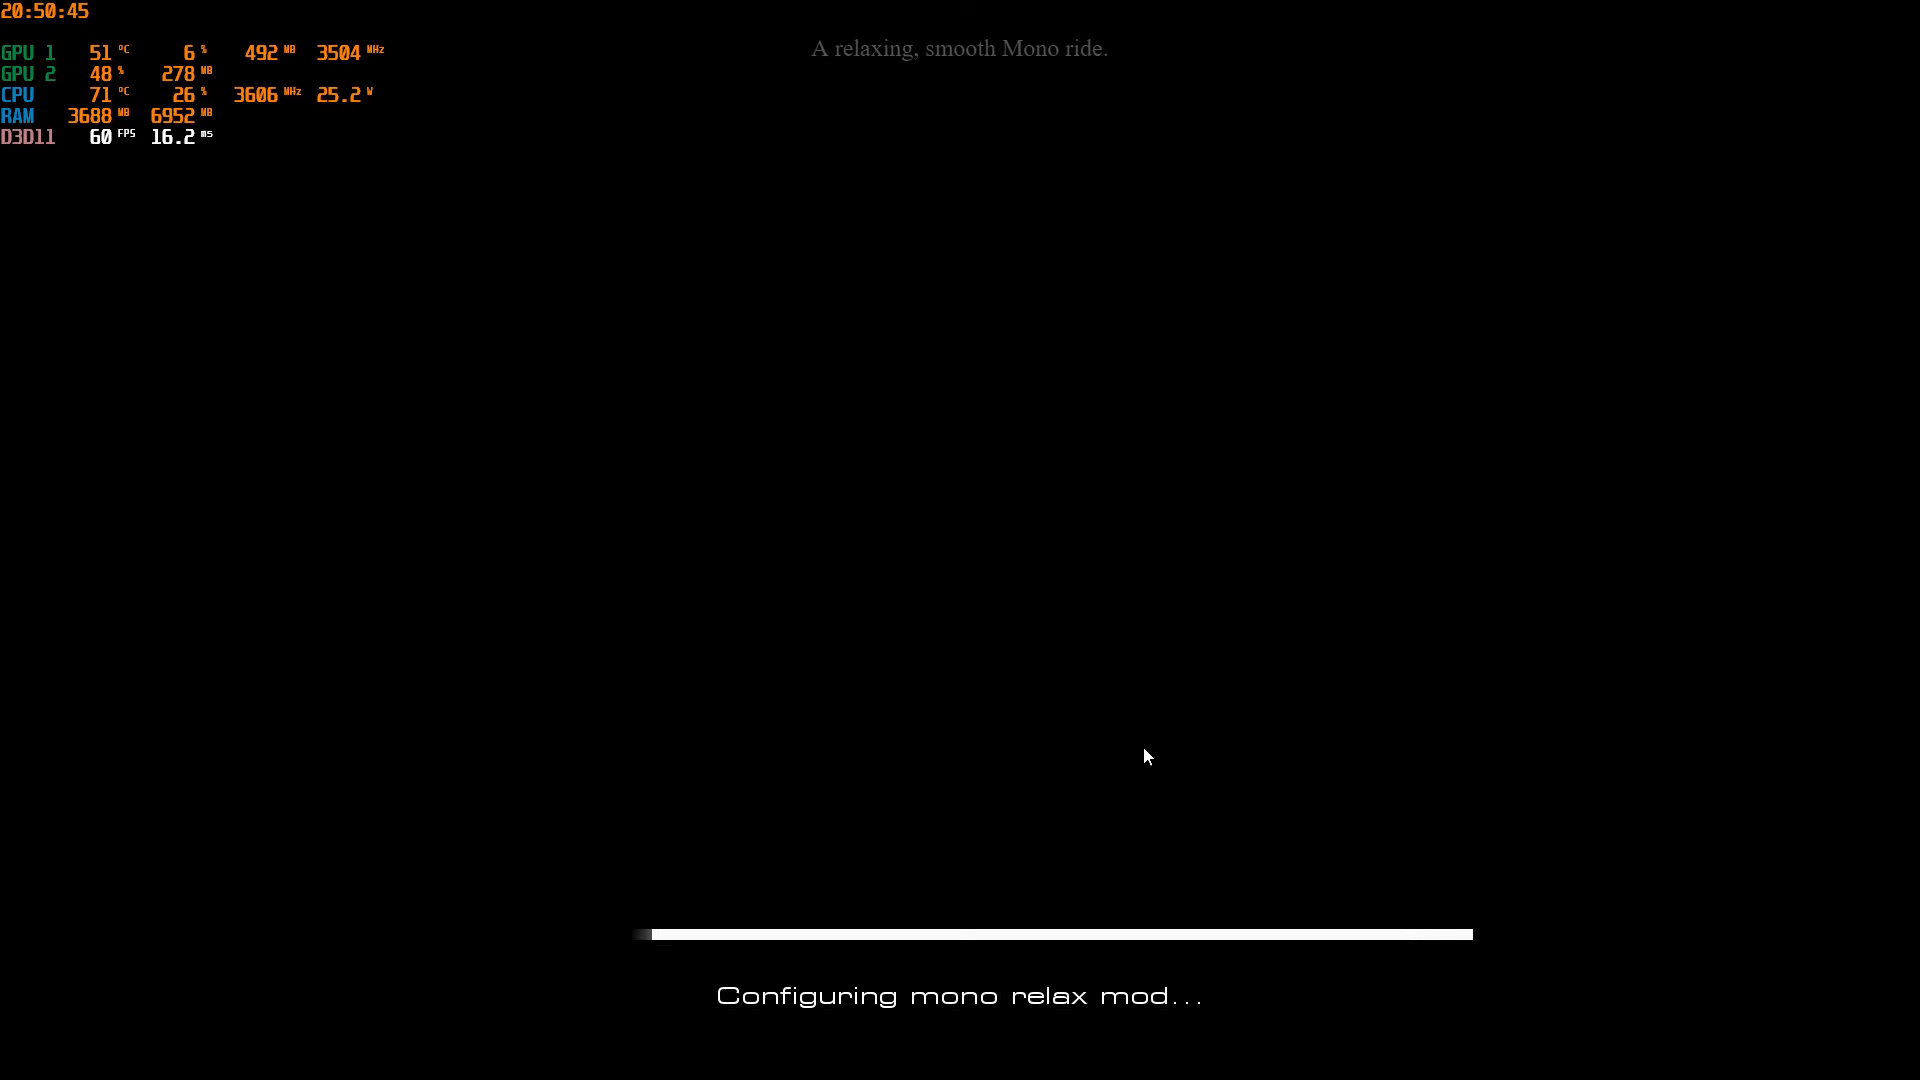 20:50:45
A relaxing, smooth Mono ride.
GPU 1 51 °C 6 % 492 MB 3504 MHz
GPU 2 48 % 278 MB
CPU 71 °C 26 % 3606 MHz 25.2 W
RAM 3688 MB 6952 MB
D3D11 60 FPS 16.2 ms
Configuring mono relax mod...